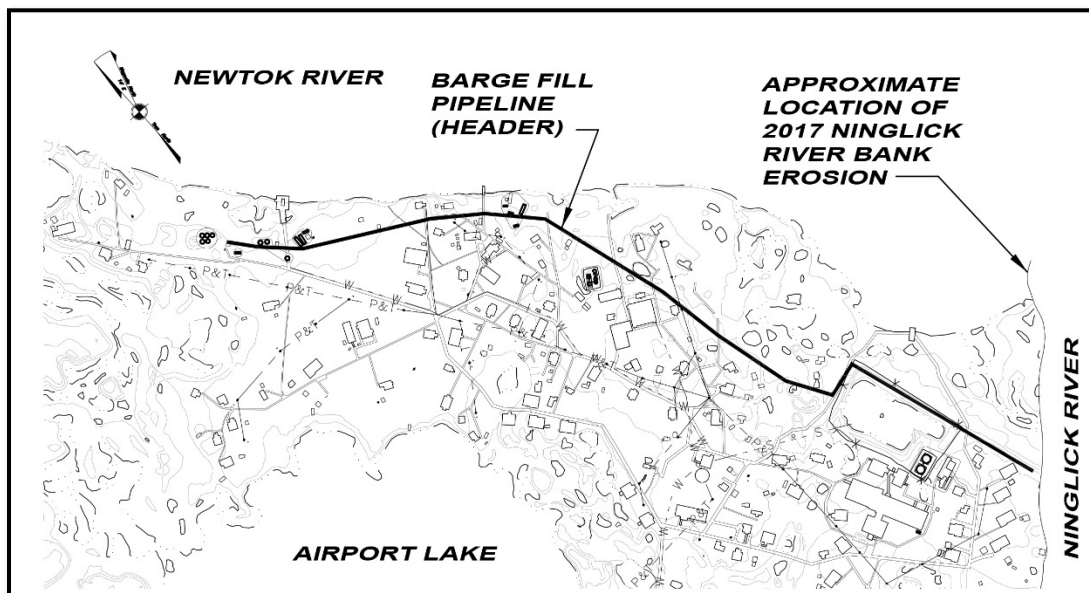 NEWTOK RIVER
BARGE FILL
PIPELINE
(HEADER)
APPROXIMATE
LOCATION OF
2017 NINGLICK
RIVER BANK
EROSION
P&T
W
P&T
W
NINGLICK RIVER
AIRPORT LAKE